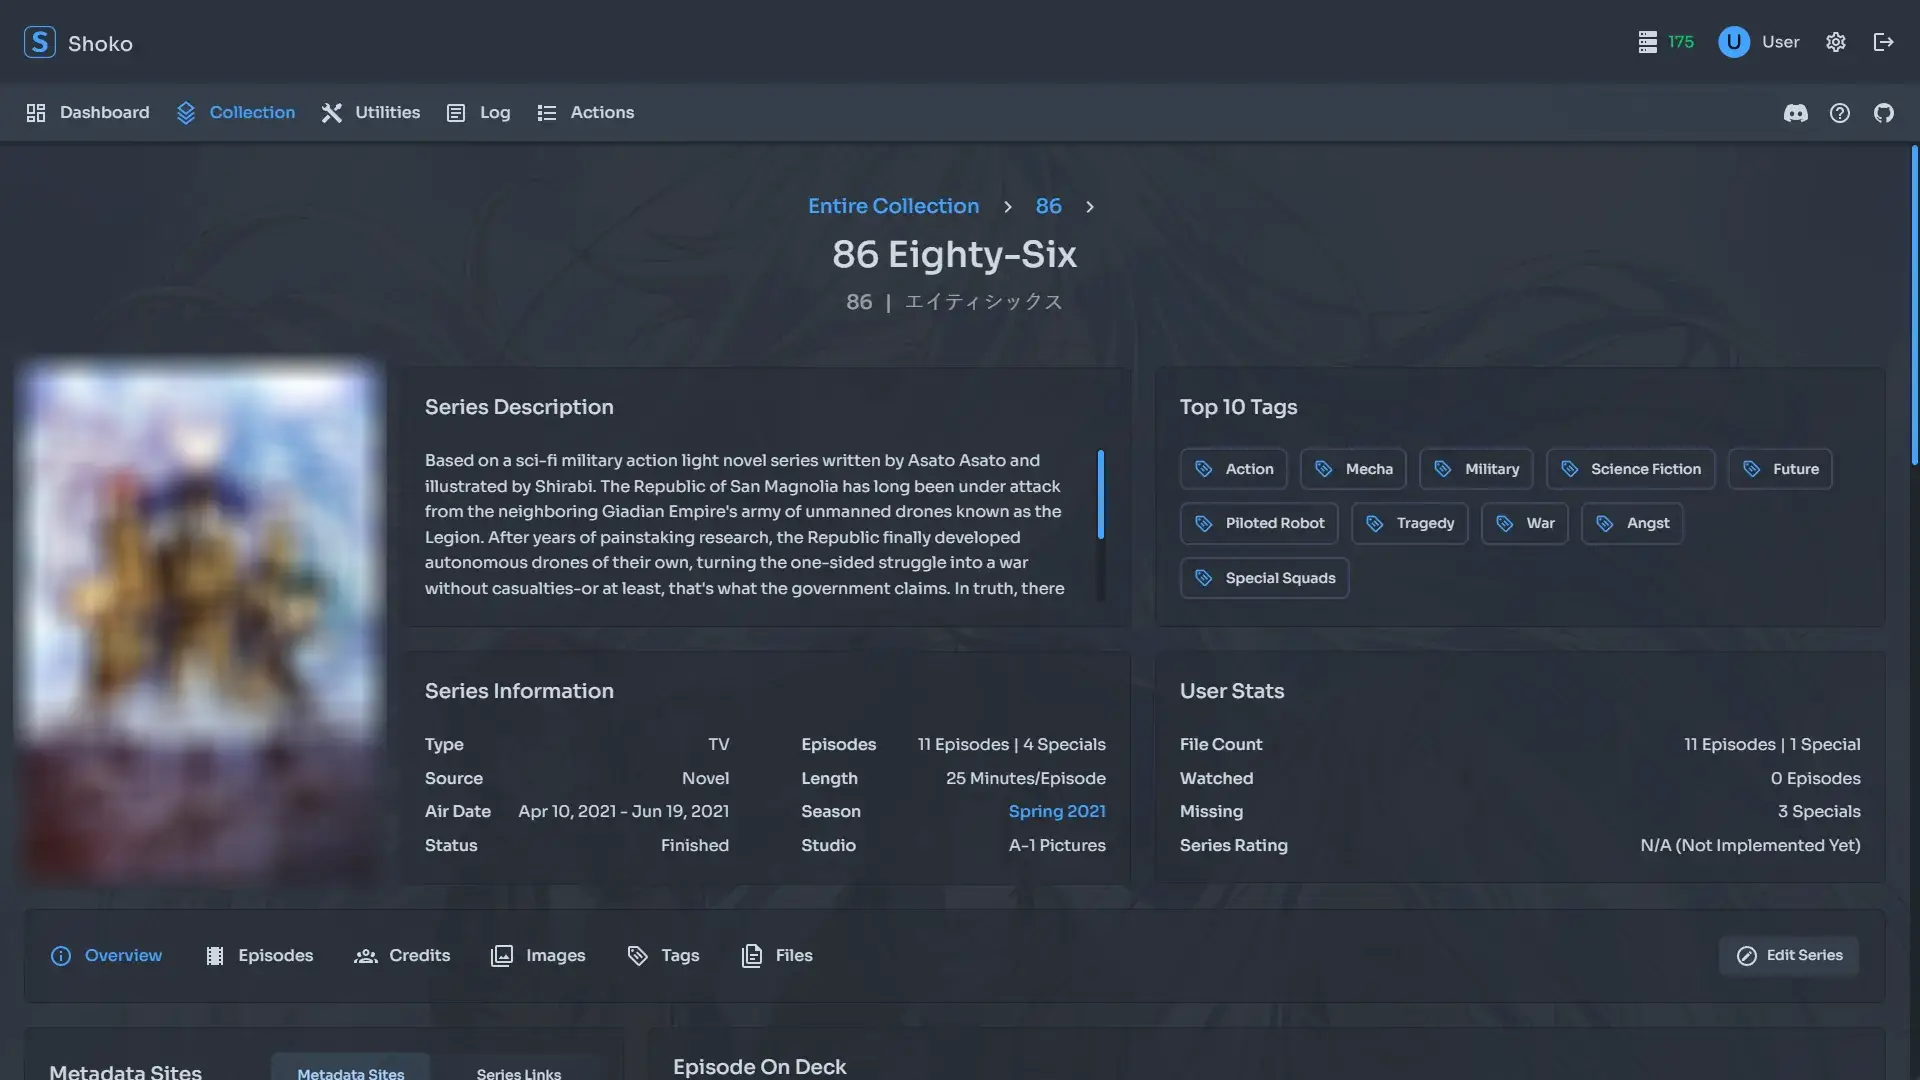 S Shoko
175 U User
Dashboard Collection Utilities Log Actions
Entire Collection > 86 >
86 Eighty-Six
86 | エイティシックス
Series Description
Based on a sci-fi military action light novel series written by Asato Asato and
illustrated by Shirabi. The Republic of San Magnolia has long been under attack
from the neighboring Giadian Empire's army of unmanned drones known as the
Legion. After years of painstaking research, the Republic finally developed
autonomous drones of their own, turning the one-sided struggle into a war
without casualties-or at least, that's what the government claims. In truth, there
Top 10 Tags
Action Mecha Military Science Fiction Future
Piloted Robot Tragedy War Angst
Special Squads
Series Information
Type TV Episodes 11 Episodes | 4 Specials
Source Novel Length 25 Minutes/Episode
Air Date Apr 10, 2021 - Jun 19, 2021 Season Spring 2021
Status Finished Studio A-1 Pictures
User Stats
File Count 11 Episodes | 1 Special
Watched 0 Episodes
Missing 3 Specials
Series Rating N/A (Not Implemented Yet)
Overview Episodes Credits Images Tags Files Edit Series
Metadata Sites Metadata Sites Series Links
Episode On Deck